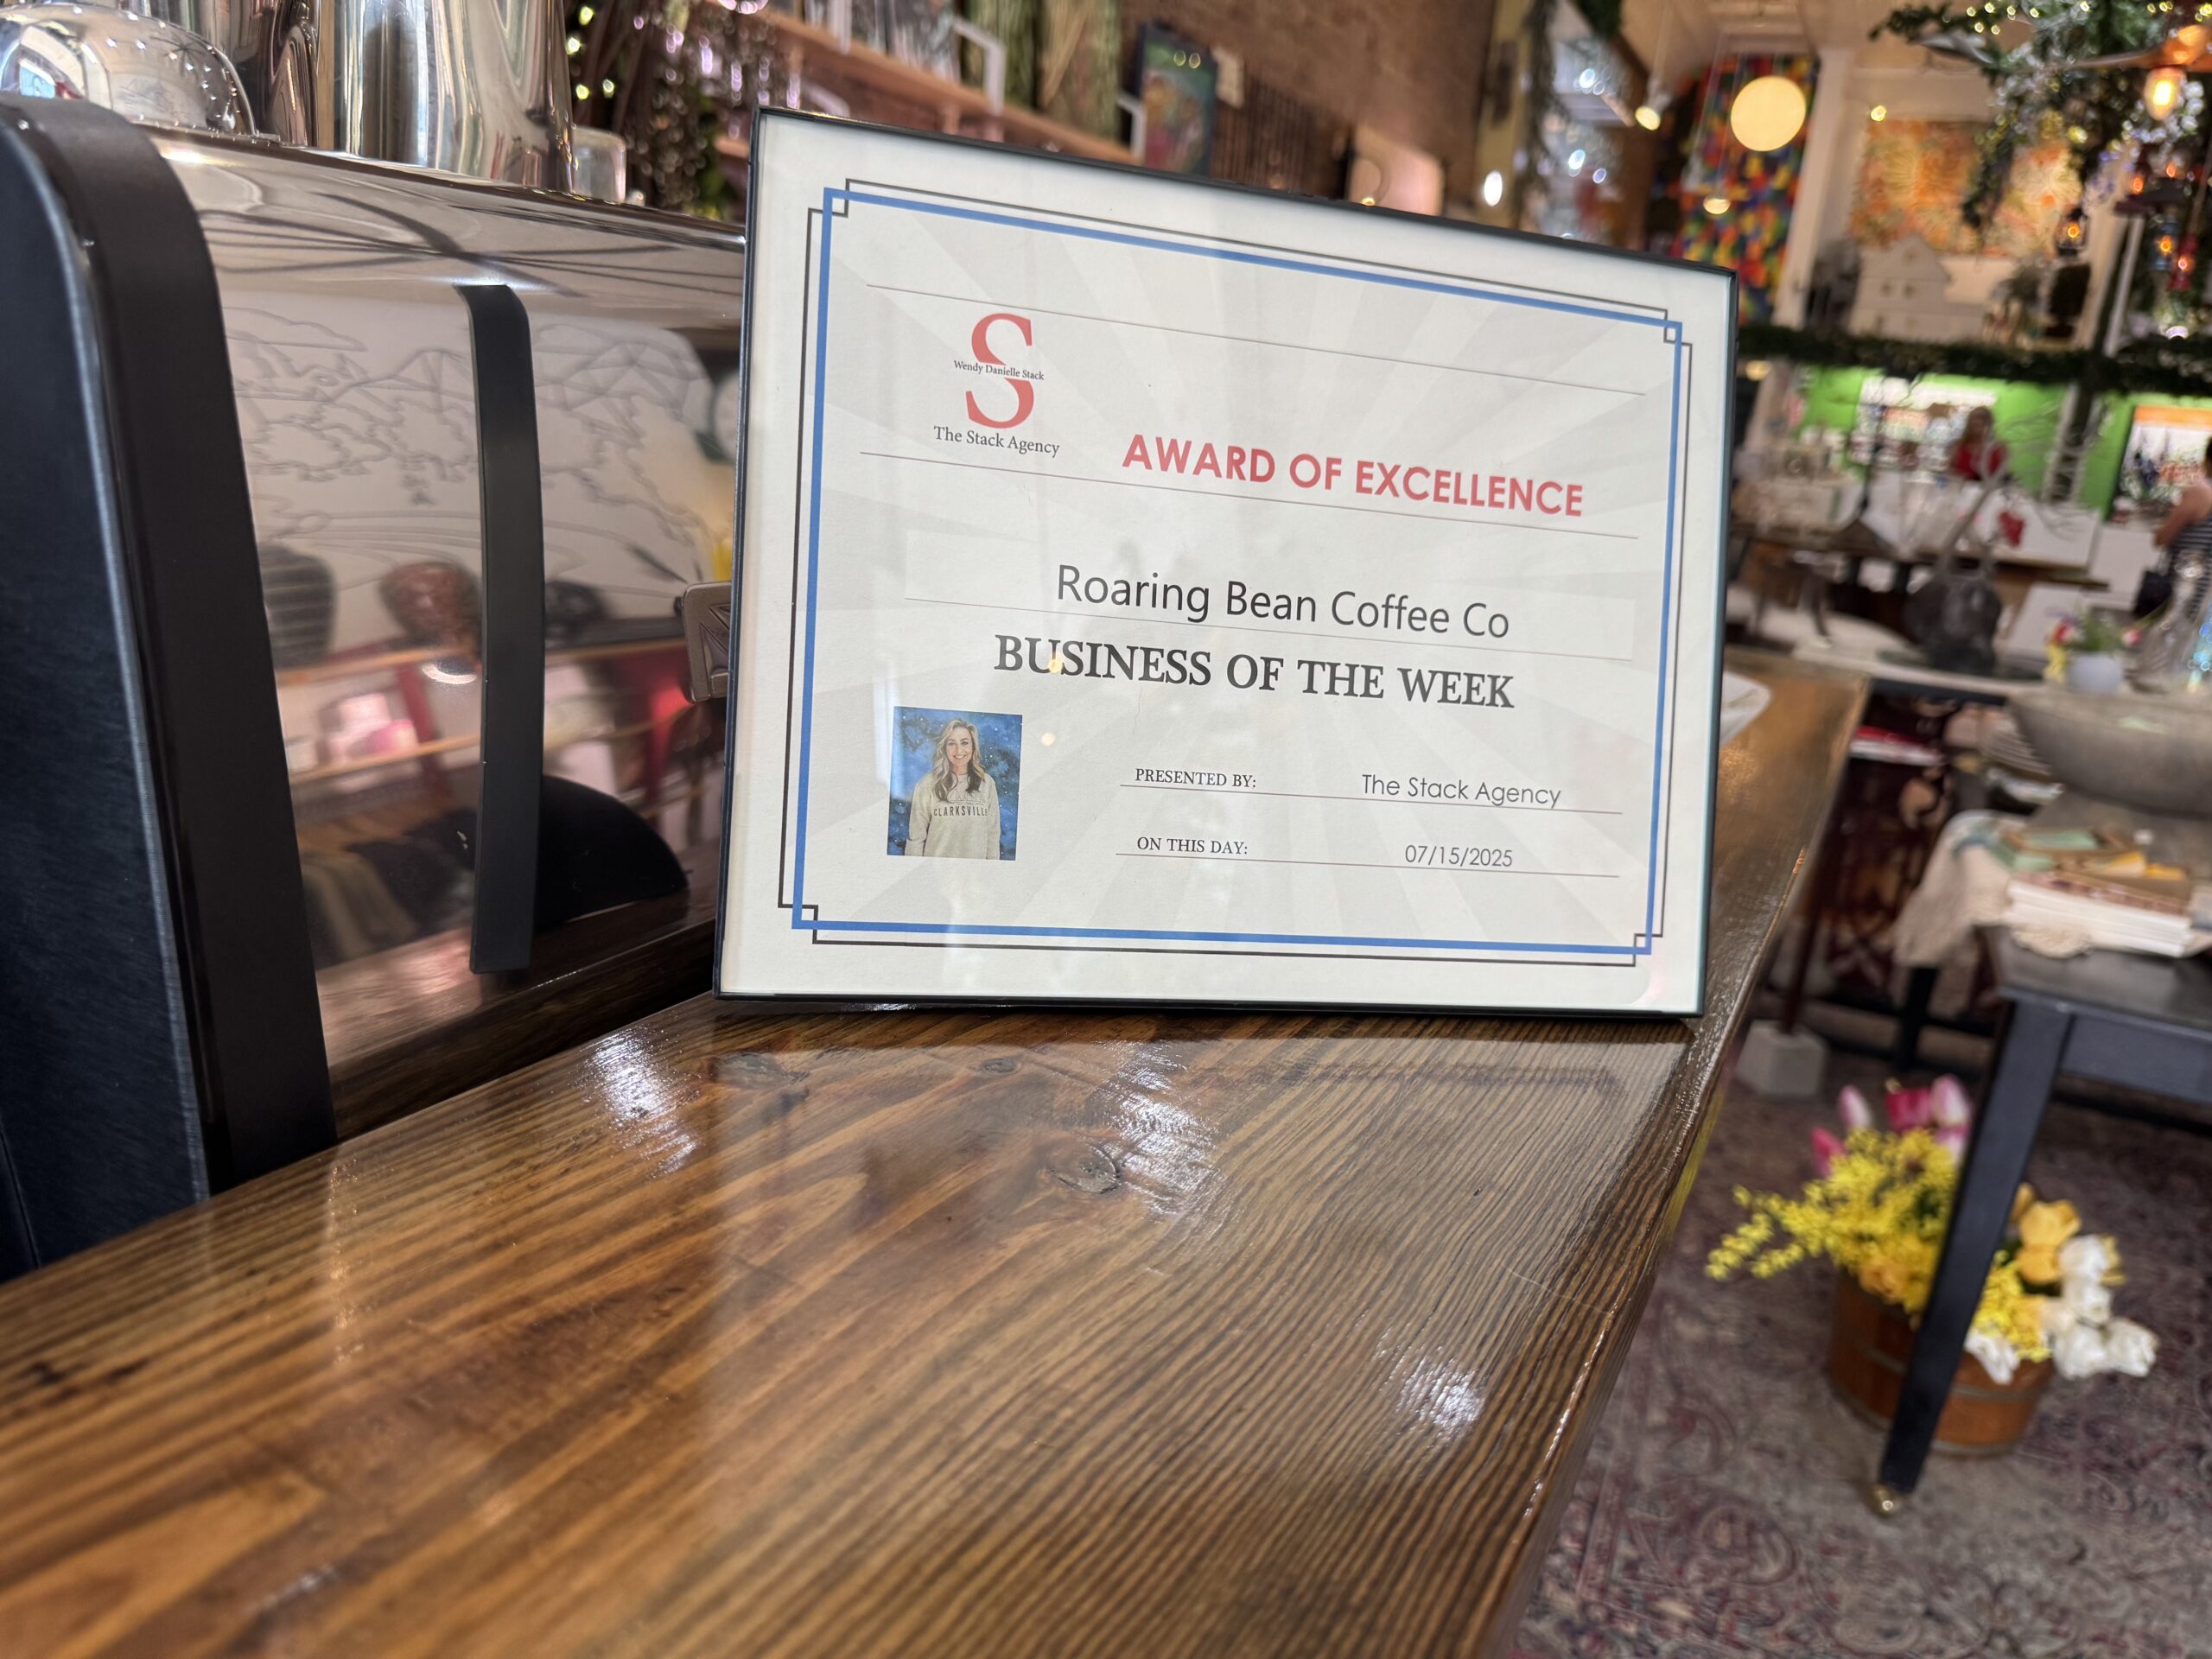 S
Wendy Danielle Stack
The Stack Agency
AWARD OF EXCELLENCE
Roaring Bean Coffee Co
BUSINESS OF THE WEEK
CLARKSVILLE
PRESENTED BY: The Stack Agency
ON THIS DAY: 07/15/2025